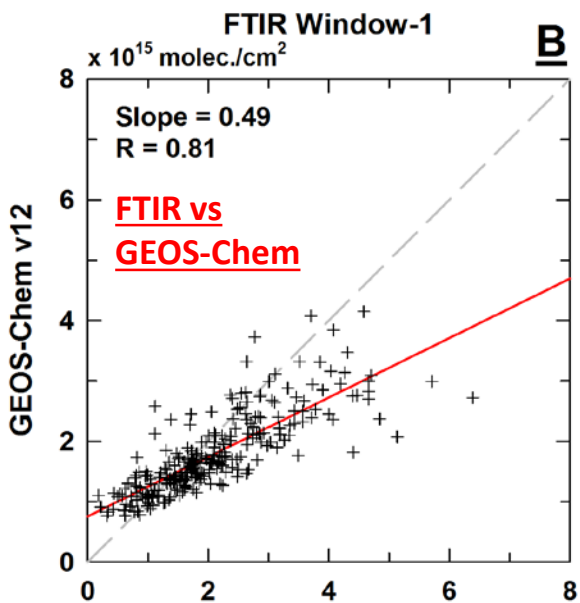 FTIR Window-1
B
x 10¹⁵ molec./cm²
8
Slope = 0.49
R = 0.81
6
FTIR vs
GEOS-Chem
GEOS-Chem v12
4
2
0
0 2 4 6 8